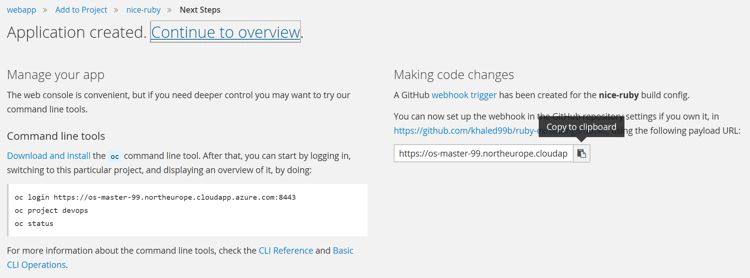 webapp » Add to Project » nice-ruby » Next Steps
Application created. Continue to overview.
Manage your app
The web console is convenient, but if you need deeper control you may want to try our
command line tools.
Command line tools
Download and install the oc command line tool. After that, you can start by logging in,
switching to this particular project, and displaying an overview of it, by doing:
oc login https://os-master-99.northeurope.cloudapp.azure.com:8443
oc project devops
oc status
For more information about the command line tools, check the CLI Reference and Basic
CLI Operations.
Making code changes
A GitHub webhook trigger has been created for the nice-ruby build config.
You can now set up the webhook in the GitHub repository settings if you own it, in
https://github.com/khaled99b/ruby- the following payload URL:
Copy to clipboard
https://os-master-99.northeurope.cloudap